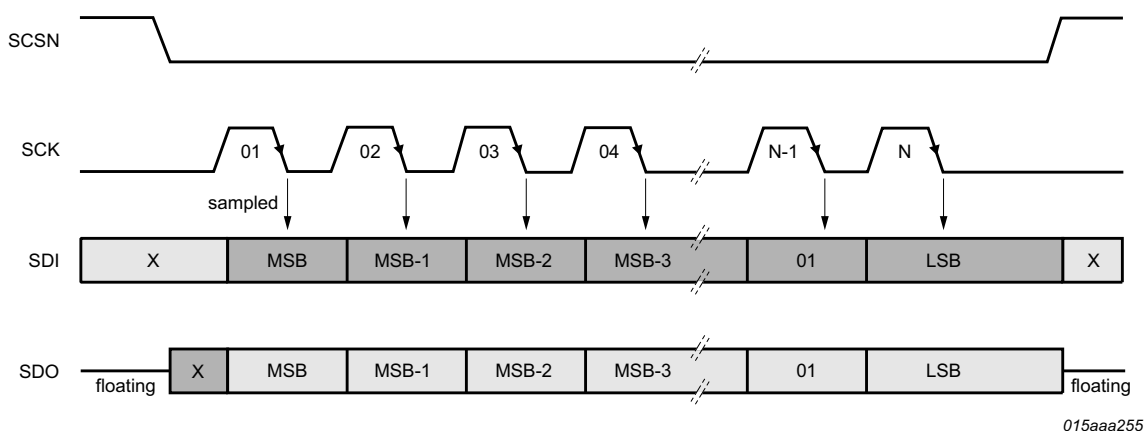 SCSN
SCK
01 02 03 04 N-1 N
sampled
SDI
X MSB MSB-1 MSB-2 MSB-3 01 LSB X
SDO
floating X MSB MSB-1 MSB-2 MSB-3 01 LSB floating
015aaa255